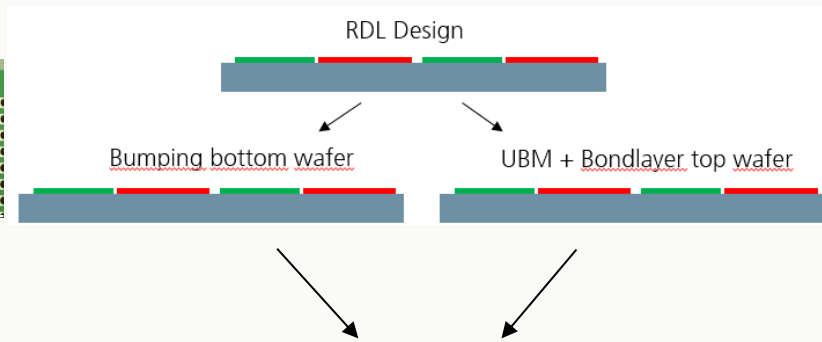 RDL Design
Bumping bottom wafer
UBM + Bondlayer top wafer